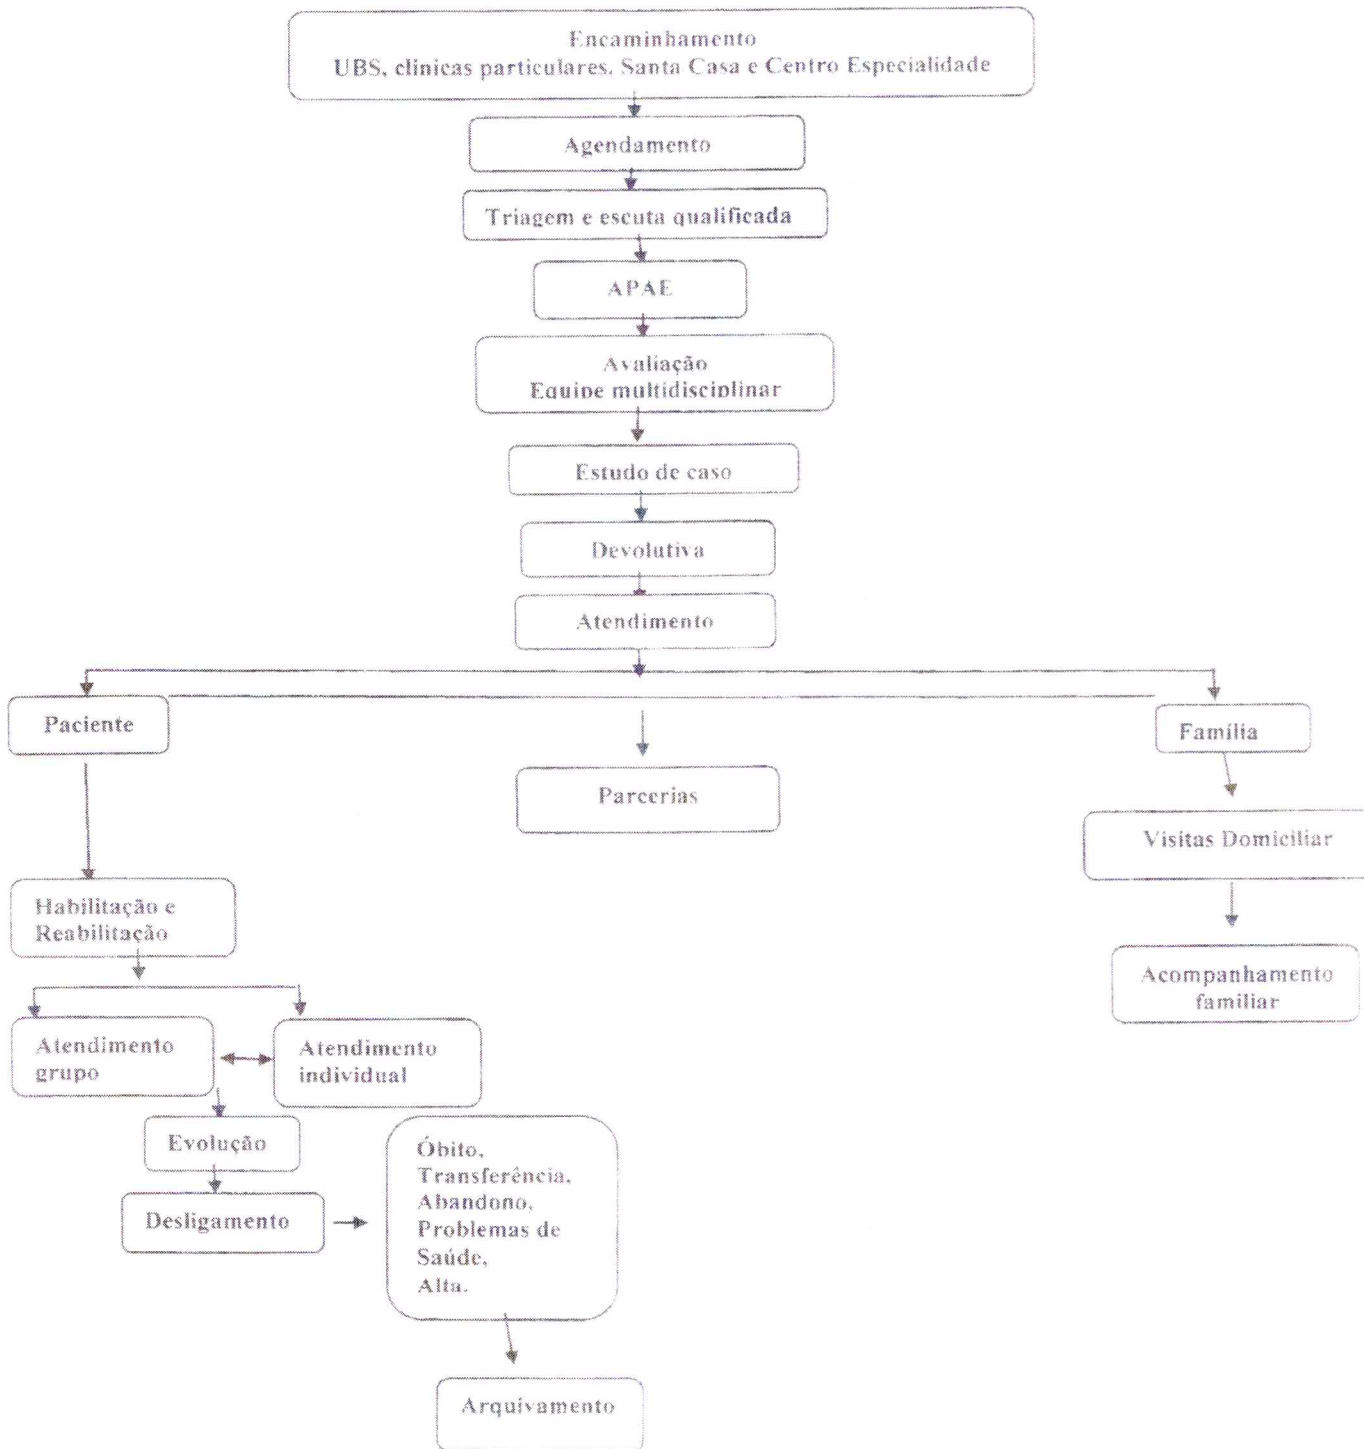 Encaminhamento
UBS, clínicas particulares, Santa Casa e Centro Especialidade
Agendamento
Triagem e escuta qualificada
APAE
Avaliação
Equipe multidisciplinar
Estudo de caso
Devolutiva
Atendimento
Paciente
Família
Parcerias
Visitas Domiciliar
Habilitação e
Reabilitação
Acompanhamento
familiar
Atendimento
grupo
Atendimento
individual
Evolução
Desligamento
Óbito,
Transferência,
Abandono,
Problemas de
Saúde,
Alta.
Arquivamento